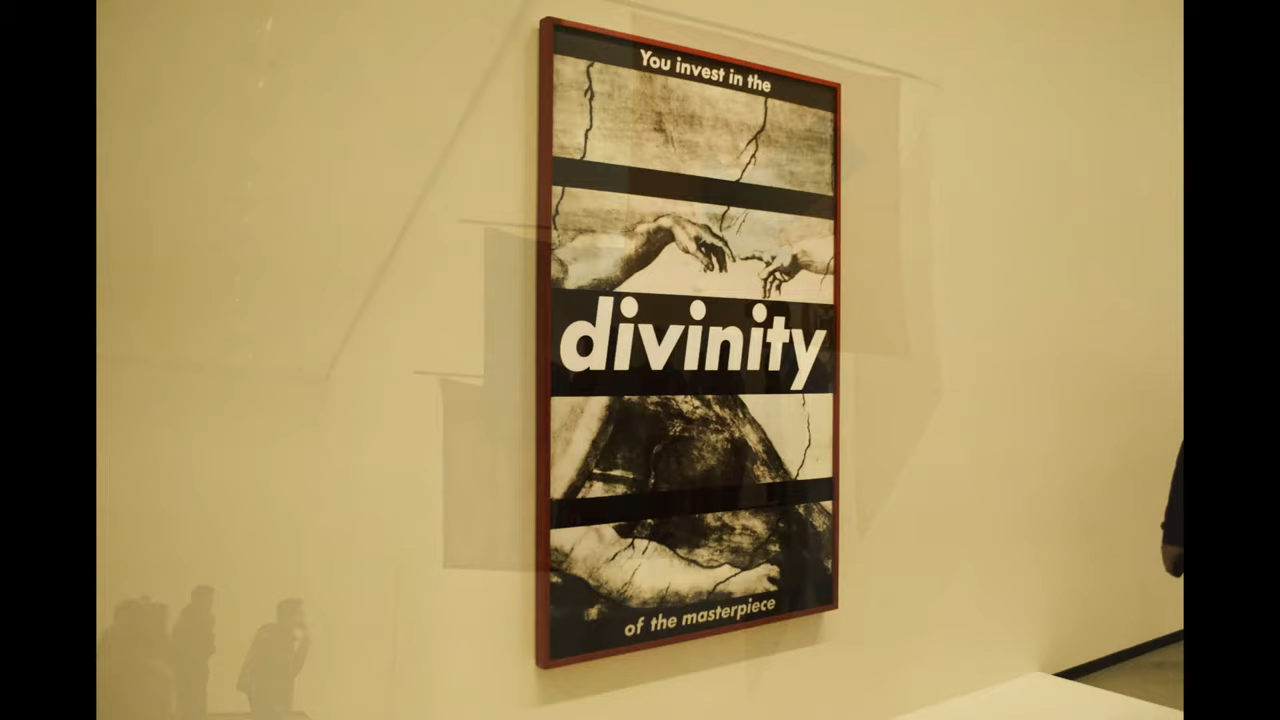 You invest in the
divinity
of the masterpiece